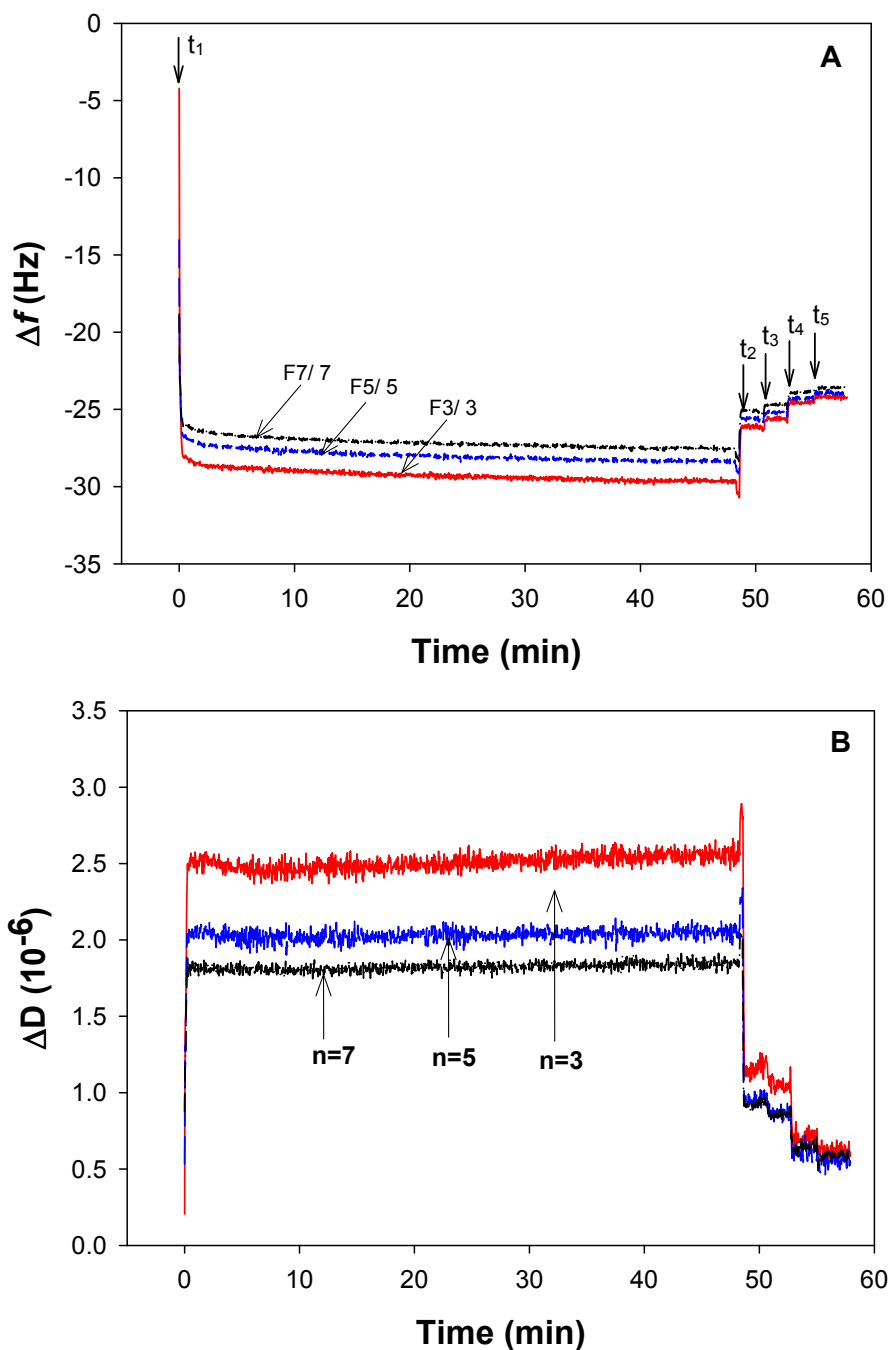 A
t1
0
-5
-10
-15
-20
-25
-30
-35
Δf (Hz)
F7/ 7
F5/ 5
F3/ 3
t2
t3
t4
t5
0 10 20 30 40 50 60
Time (min)
B
3.5
3.0
2.5
2.0
1.5
1.0
0.5
0.0
ΔD (10-6)
n=7 n=5 n=3
0 10 20 30 40 50 60
Time (min)